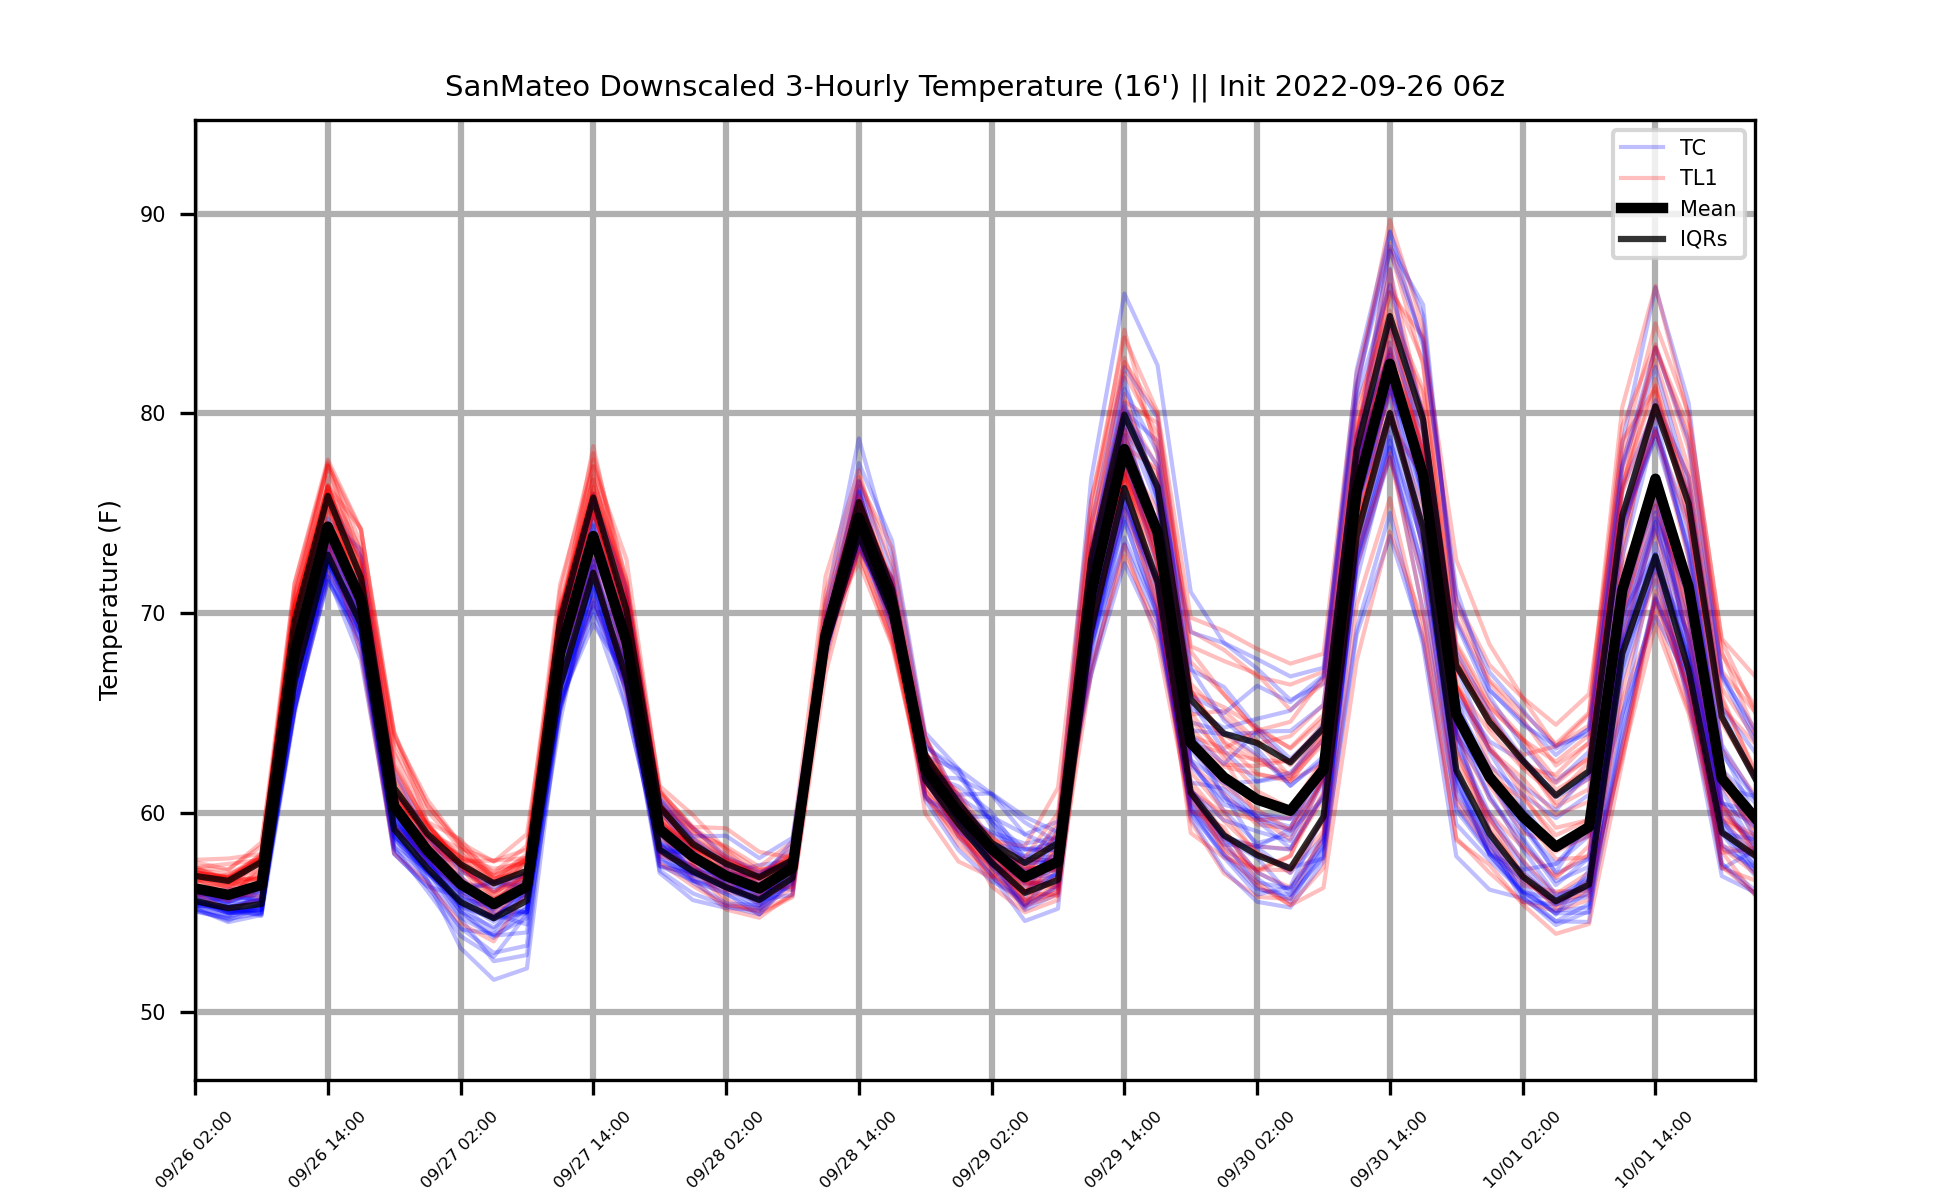 SanMateo Downscaled 3-Hourly Temperature (16') || Init 2022-09-26 06z
TC
TL1
Mean
IQRs
Temperature (F)
90
80
70
60
50
09/26 02:00
09/26 14:00
09/27 02:00
09/27 14:00
09/28 02:00
09/28 14:00
09/29 02:00
09/29 14:00
09/30 02:00
09/30 14:00
10/01 02:00
10/01 14:00